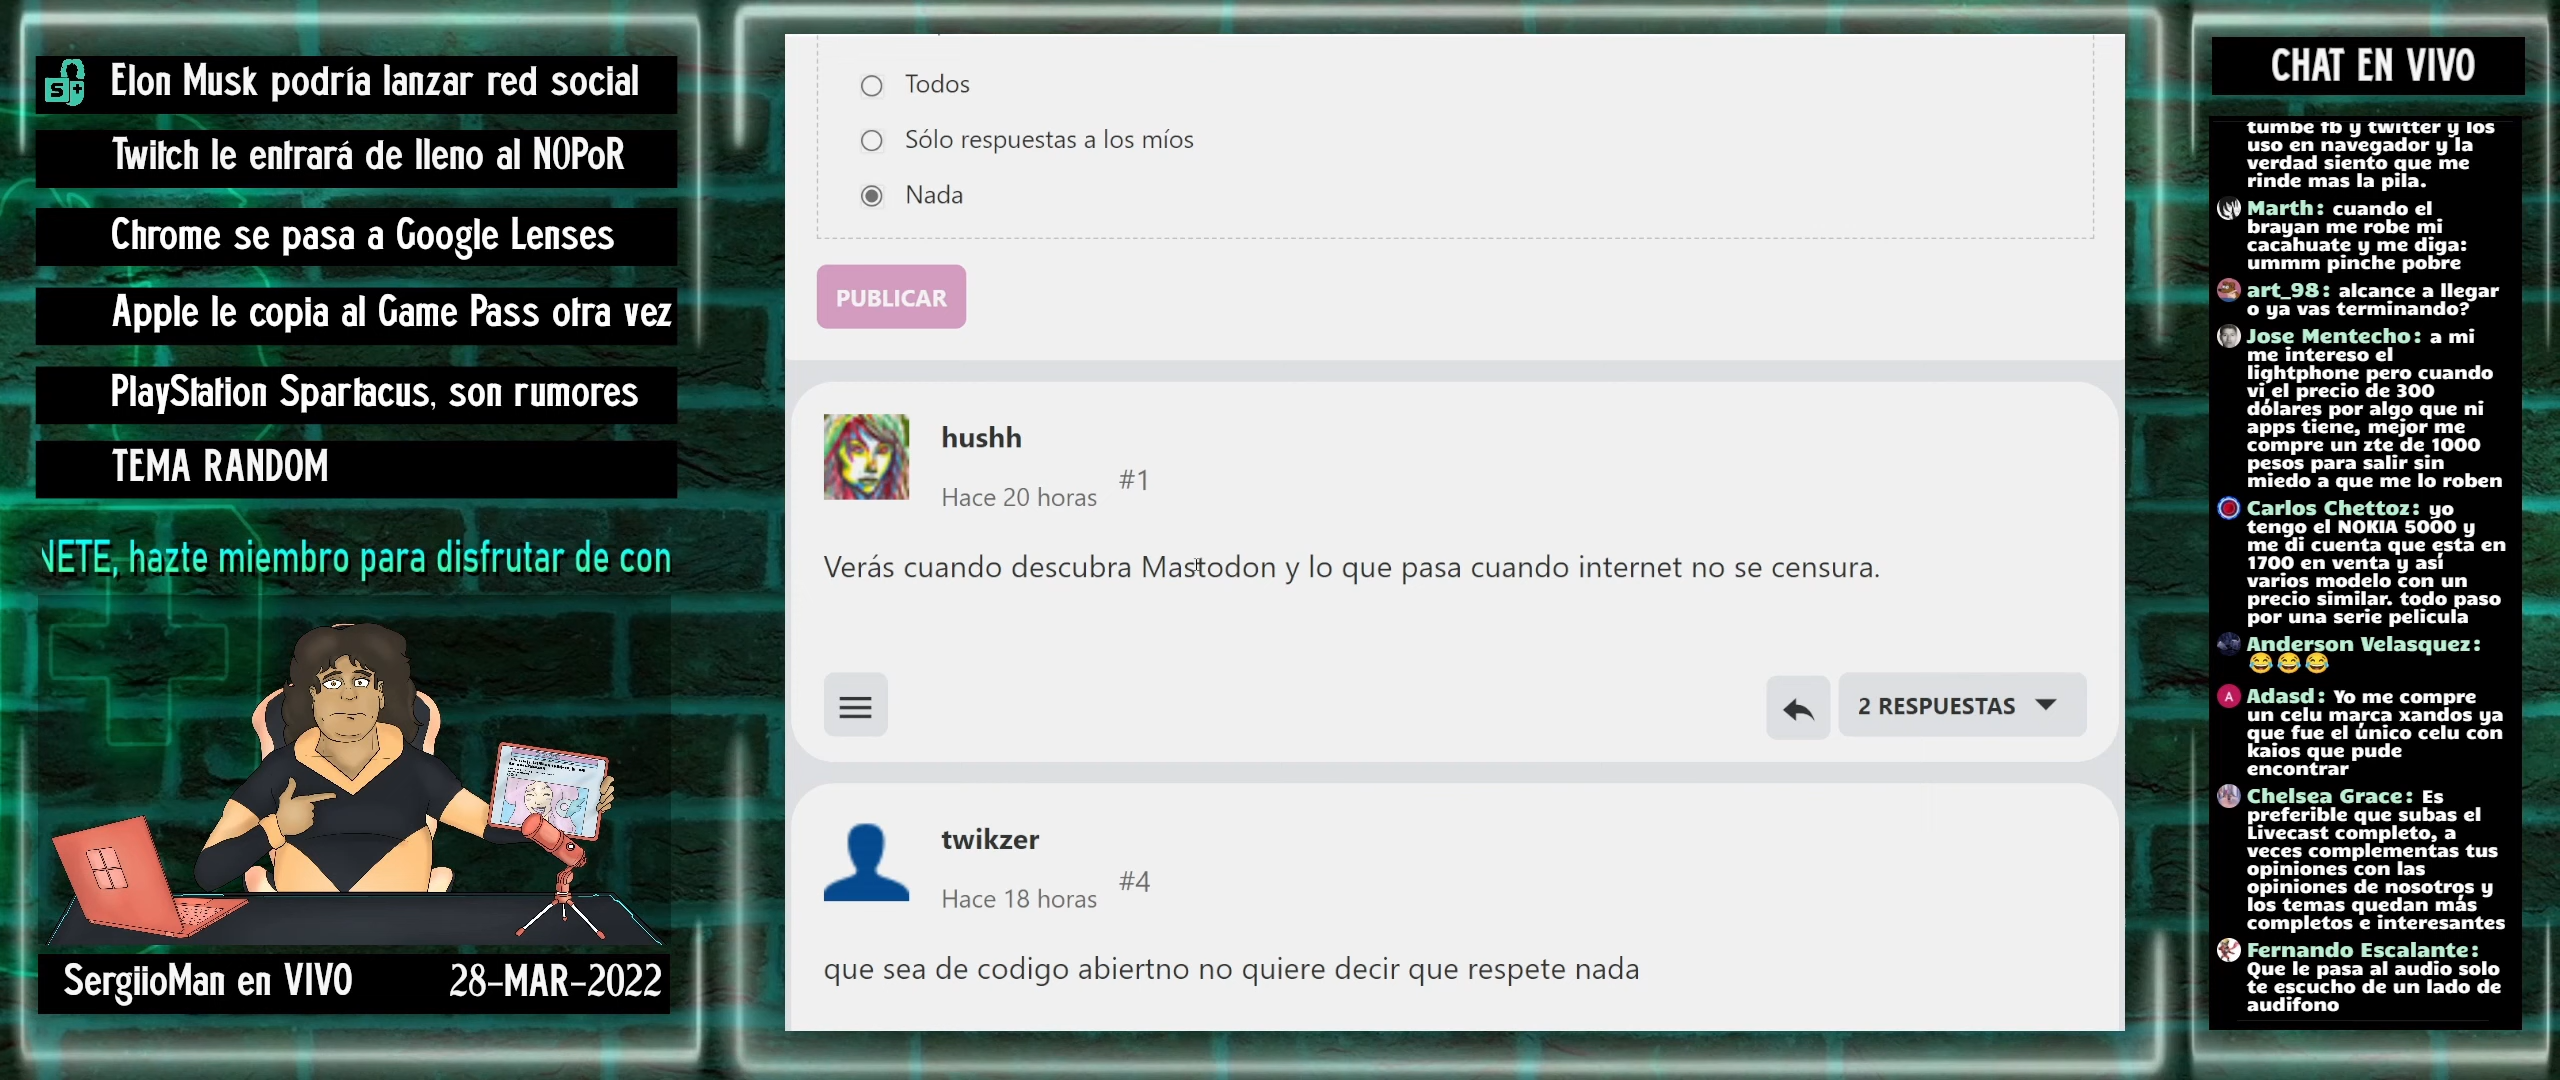 S+
Elon Musk podría lanzar red social
Twitch le entrará de lleno al NOPoR
Chrome se pasa a Google Lenses
Apple le copia al Game Pass otra vez
PlayStation Spartacus, son rumores
TEMA RANDOM
NETE, hazte miembro para disfrutar de con
SergiioMan en VIVO
28-MAR-2022
Todos
Sólo respuestas a los míos
Nada
PUBLICAR
hushh
Hace 20 horas
#1
Verás cuando descubra Mastodon y lo que pasa cuando internet no se censura.
2 RESPUESTAS
twikzer
Hace 18 horas
#4
que sea de codigo abiertno no quiere decir que respete nada
CHAT EN VIVO
tumbe fb y twitter y los
uso en navegador y la
verdad siento que me
rinde mas la pila.
Marth: cuando el
brayan me robe mi
cacahuate y me diga:
ummm pinche pobre
art_98: alcance a llegar
o ya vas terminando?
Jose Mentecho: a mi
me intereso el
lightphone pero cuando
vi el precio de 300
dólares por algo que ni
apps tiene, mejor me
compre un zte de 1000
pesos para salir sin
miedo a que me lo roben
Carlos Chettoz: yo
tengo el NOKIA 5000 y
me di cuenta que esta en
1700 en venta y así
varios modelo con un
precio similar. todo paso
por una serie pelicula
Anderson Velasquez:
😂😂😂
A
Adasd: Yo me compre
un celu marca xandos ya
que fue el único celu con
kaios que pude
encontrar
Chelsea Grace: Es
preferible que subas el
Livecast completo, a
veces complementas tus
opiniones con las
opiniones de nosotros y
los temas quedan más
completos e interesantes
Fernando Escalante:
Que le pasa al audio solo
te escucho de un lado de
audifono